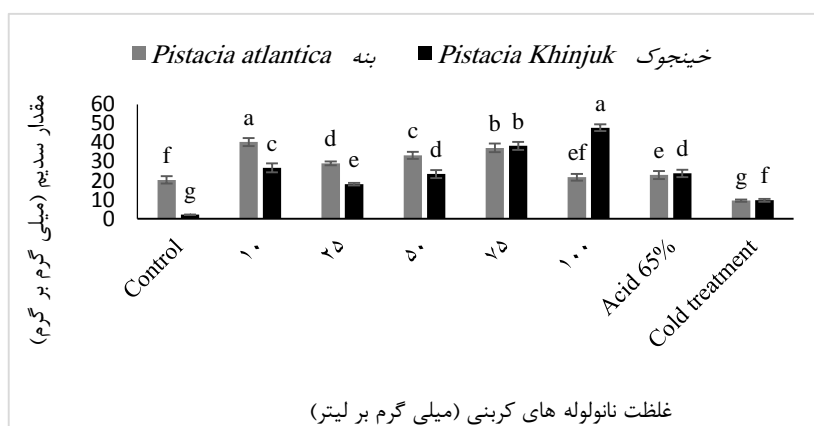 Pistacia atlantica بنه
Pistacia Khinjuk خینجوک
مقدار سدیم (میلی گرم بر گرم)
60
50
40
30
20
10
0
f
g
a
c
d
e
c
d
b
b
ef
a
e
d
g
f
Control
۱۰
۲۵
۵۰
۷۵
۱۰۰
Acid 65%
Cold treatment
غلظت نانولوله های کربنی (میلی گرم بر لیتر)